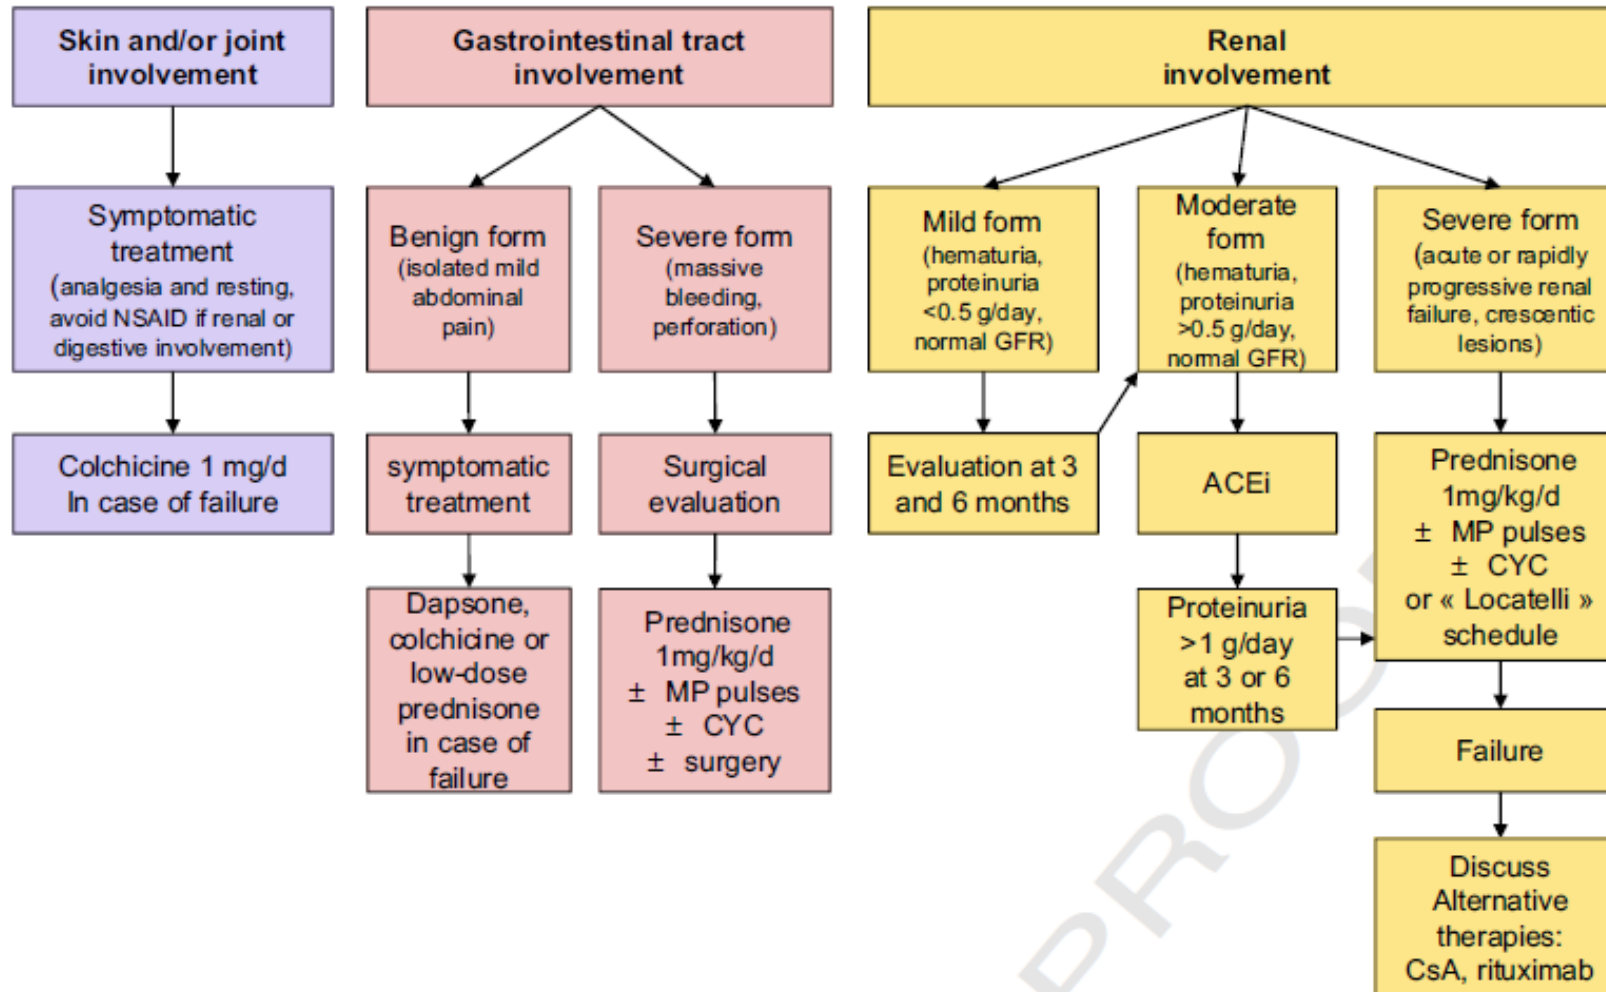 Skin and/or joint
involvement
Symptomatic
treatment
(analgesia and resting,
avoid NSAID if renal or
digestive involvement)
Colchicine 1 mg/d
In case of failure
Gastrointestinal tract
involvement
Benign form
(isolated mild
abdominal
pain)
symptomatic
treatment
Dapsone,
colchicine or
low-dose
prednisone
in case of
failure
Severe form
(massive
bleeding,
perforation)
Surgical
evaluation
Prednisone
1mg/kg/d
± MP pulses
± CYC
± surgery
Renal
involvement
Mild form
(hematuria,
proteinuria
<0.5 g/day,
normal GFR)
Evaluation at 3
and 6 months
Moderate
form
(hematuria,
proteinuria
>0.5 g/day,
normal GFR)
ACEi
Proteinuria
>1 g/day
at 3 or 6
months
Severe form
(acute or rapidly
progressive renal
failure, crescentic
lesions)
Prednisone
1mg/kg/d
± MP pulses
± CYC
or « Locatelli »
schedule
Failure
Discuss
Alternative
therapies:
CsA, rituximab
PROO